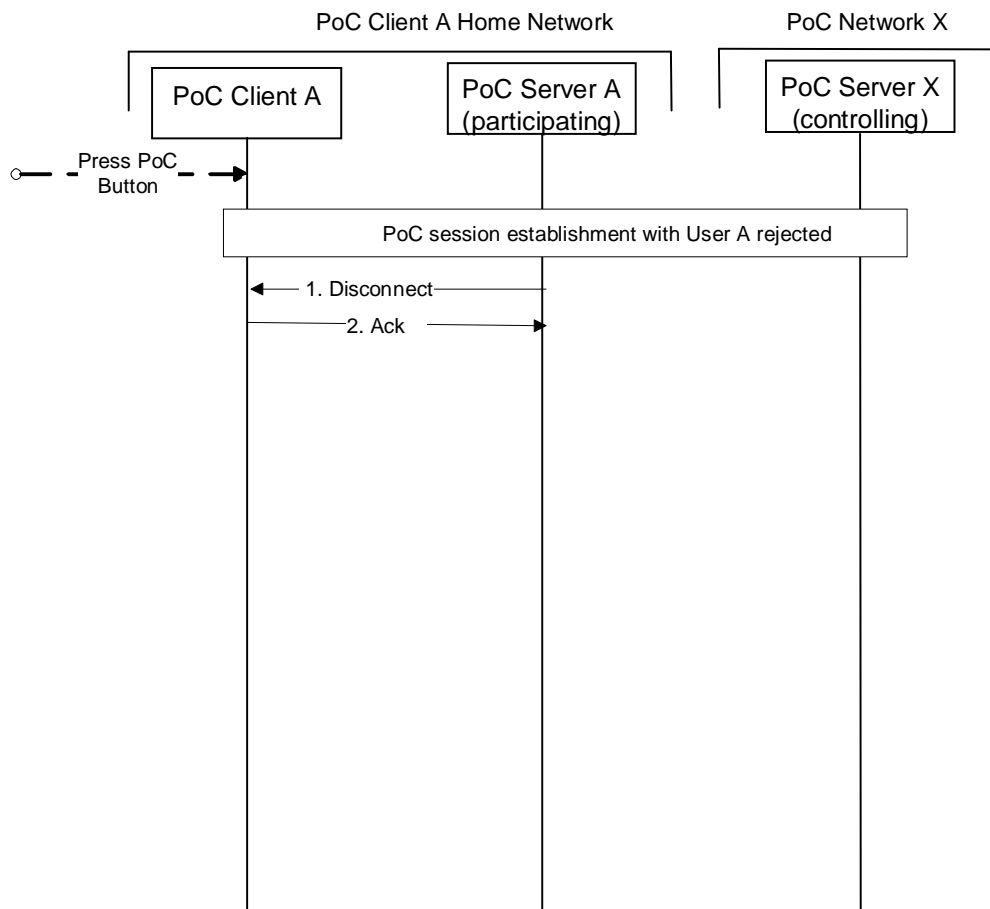 PoC Client A Home Network
PoC Network X
PoC Client A
PoC Server A
(participating)
PoC Server X
(controlling)
Press PoC
Button
PoC session establishment with User A rejected
1. Disconnect
2. Ack